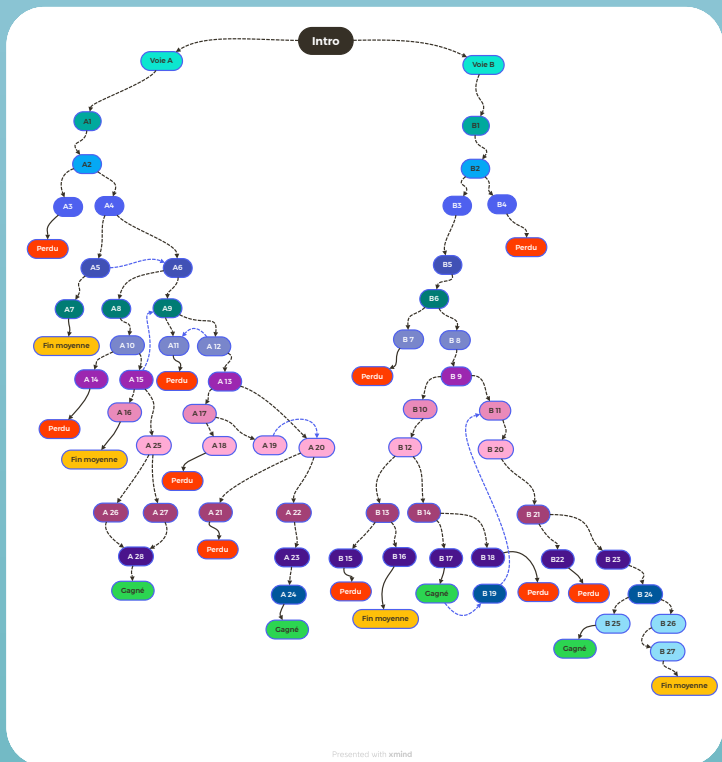 Intro
Voie A
Voie B
A1
B1
A2
B2
A3
A4
B3
B4
Perdu
Perdu
A5
A6
B5
A7
A8
A9
B6
Fin moyenne
A 10
A11
A 12
B 7
B 8
A 14
A 15
Perdu
A 13
Perdu
B 9
A 16
A 17
B 10
B 11
Perdu
Fin moyenne
A 25
A 18
A 19
A 20
B 12
B 20
Perdu
A 26
A 27
A 21
A 22
B 13
B 14
B 21
A 28
Perdu
A 23
B 15
B 16
B 17
B 18
B22
B 23
Gagné
A 24
Perdu
Fin moyenne
Gagné
B 19
Perdu
Perdu
B 24
Gagné
B 25
B 26
Gagné
B 27
Fin moyenne
Presented with xmind